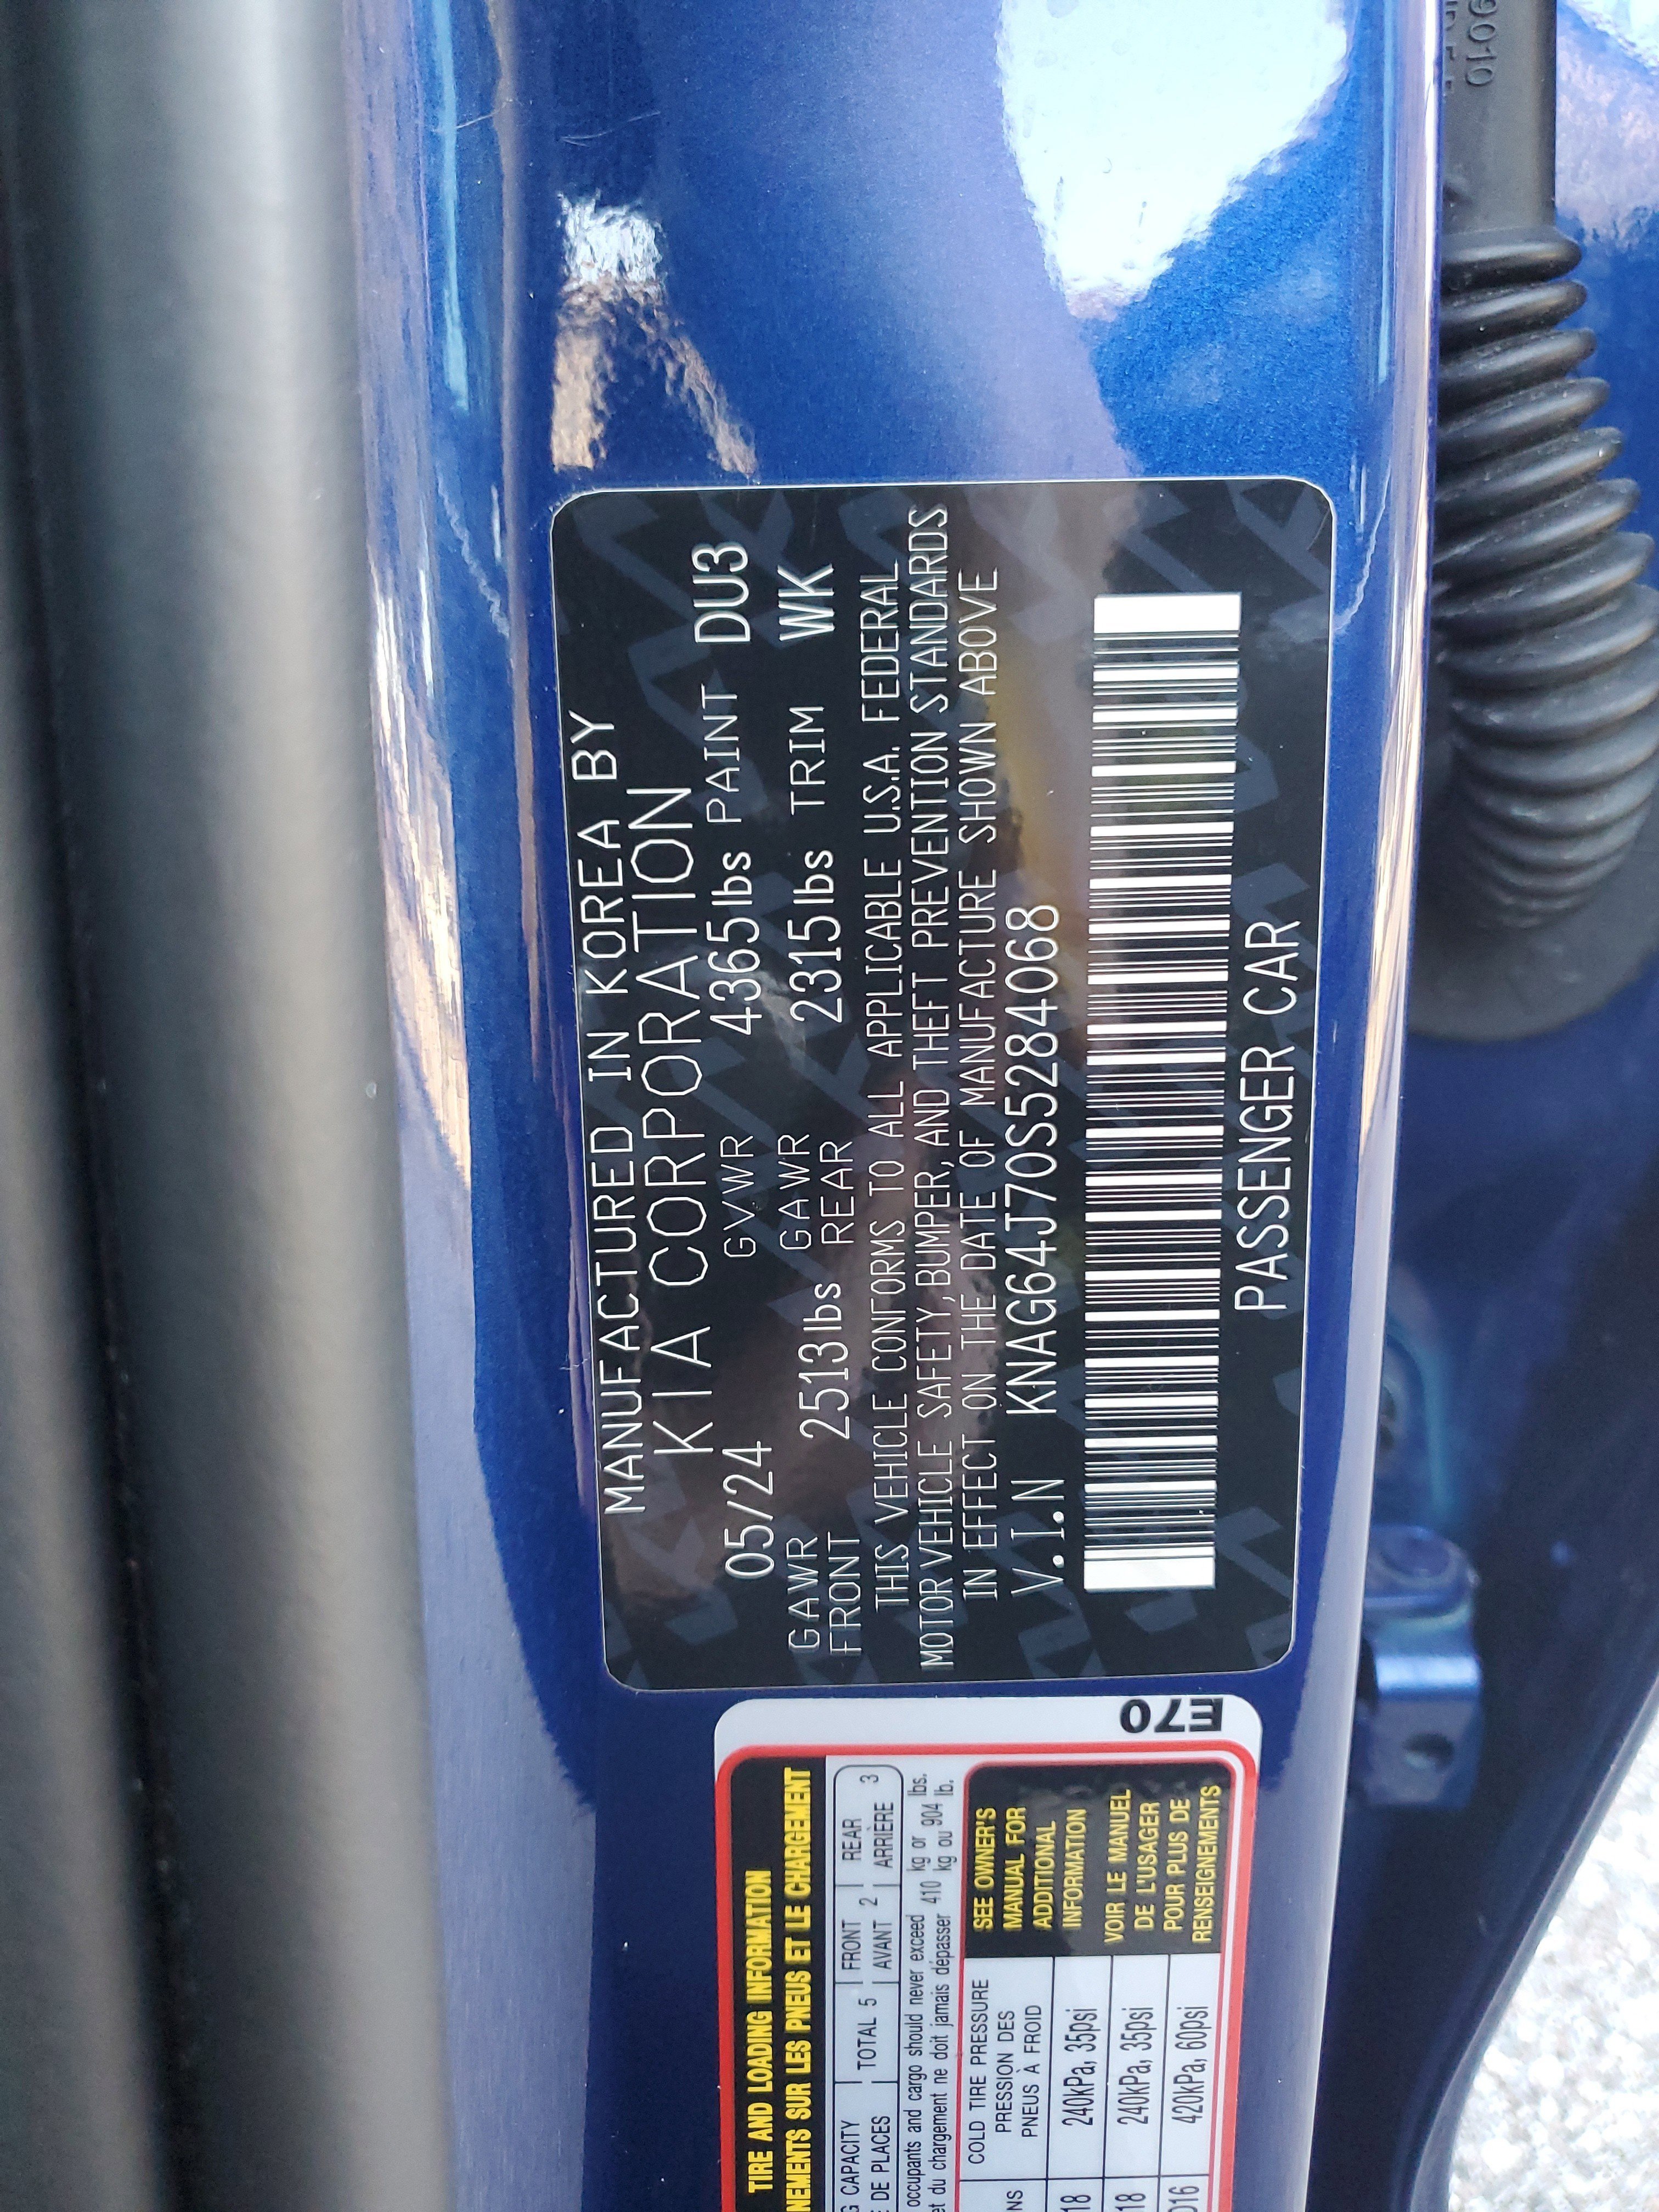 MANUFACTURED IN KOREA BY
KIA CORPORATION
05/24 GVWR 4365lbs PAINT DU3
GAWR FRONT 2513lbs GAWR REAR 2315lbs TRIM WK
THIS VEHICLE CONFORMS TO ALL APPLICABLE U.S.A. FEDERAL
MOTOR VEHICLE SAFETY, BUMPER, AND THEFT PREVENTION STANDARDS
IN EFFECT ON THE DATE OF MANUFACTURE SHOWN ABOVE
V.I.N KNAG64J70S5284068
PASSENGER CAR
E70
TIRE AND LOADING INFORMATION
SUR LES PNEUS ET LE CHARGEMENT
CAPACITY TOTAL 5 FRONT 2 REAR 3
DE PLACES AVANT ARRIÈRE
occupants and cargo should never exceed 410 kg or 904 lbs.
et du chargement ne doit jamais dépasser kg ou lb.
COLD TIRE PRESSURE
PRESSION DES
PNEUS À FROID
240kPa, 35psi
240kPa, 35psi
420kPa, 60psi
SEE OWNER'S
MANUAL FOR
ADDITIONAL
INFORMATION
VOIR LE MANUEL
DE L'USAGER
POUR PLUS DE
RENSEIGNEMENTS
9010